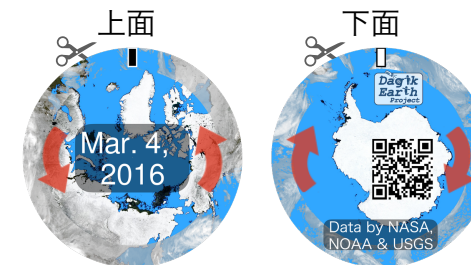 上面
下面
Mar. 4,
2016
Dagik
Earth
Project
Data by NASA,
NOAA & USGS